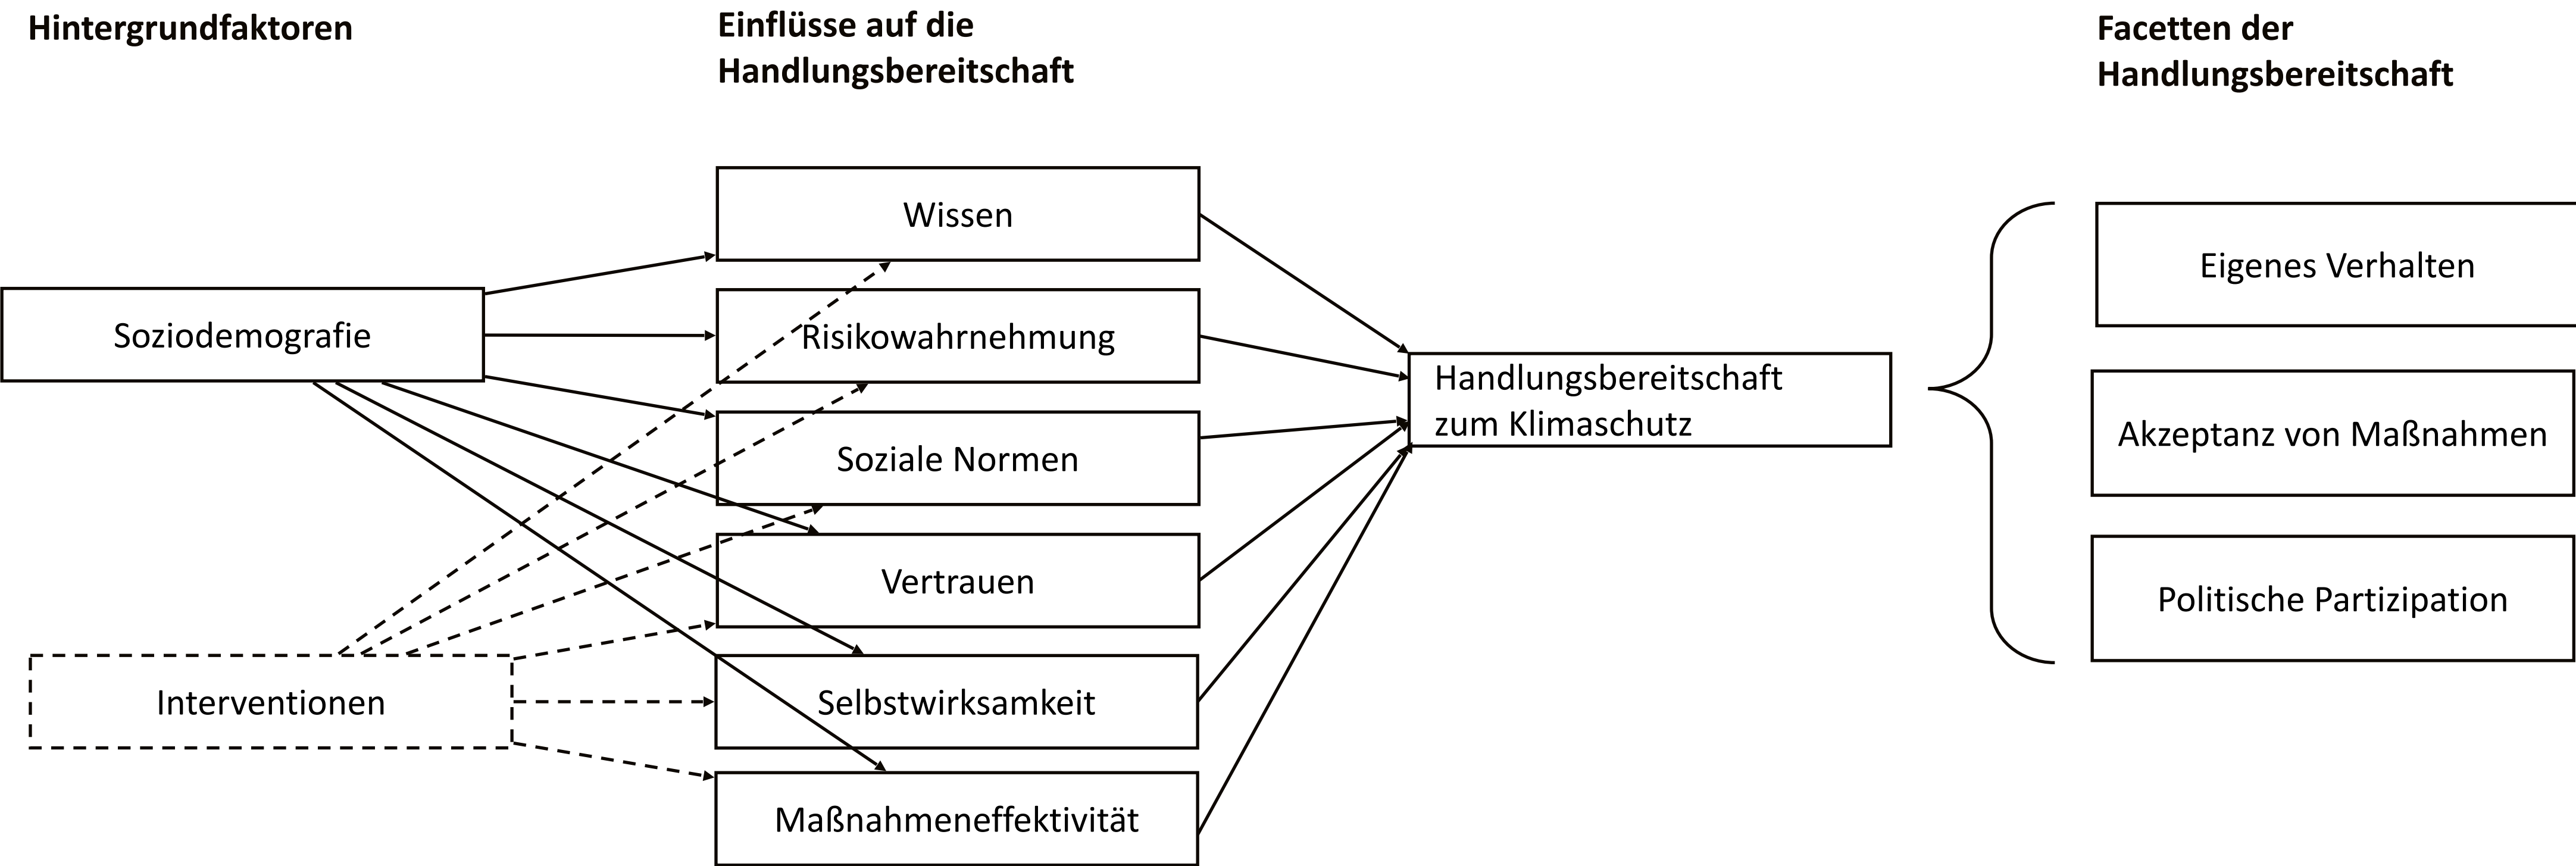 Hintergrundfaktoren
Einflüsse auf die
Handlungsbereitschaft
Facetten der
Handlungsbereitschaft
Soziodemografie
Interventionen
Wissen
Risikowahrnehmung
Soziale Normen
Vertrauen
Selbstwirksamkeit
Maßnahmeneffektivität
Handlungsbereitschaft
zum Klimaschutz
Eigenes Verhalten
Akzeptanz von Maßnahmen
Politische Partizipation